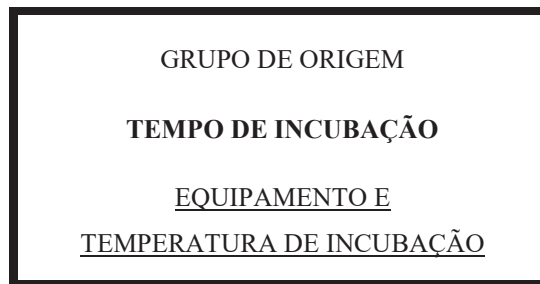 GRUPO DE ORIGEM
TEMPO DE INCUBAÇÃO
EQUIPAMENTO E
TEMPERATURA DE INCUBAÇÃO